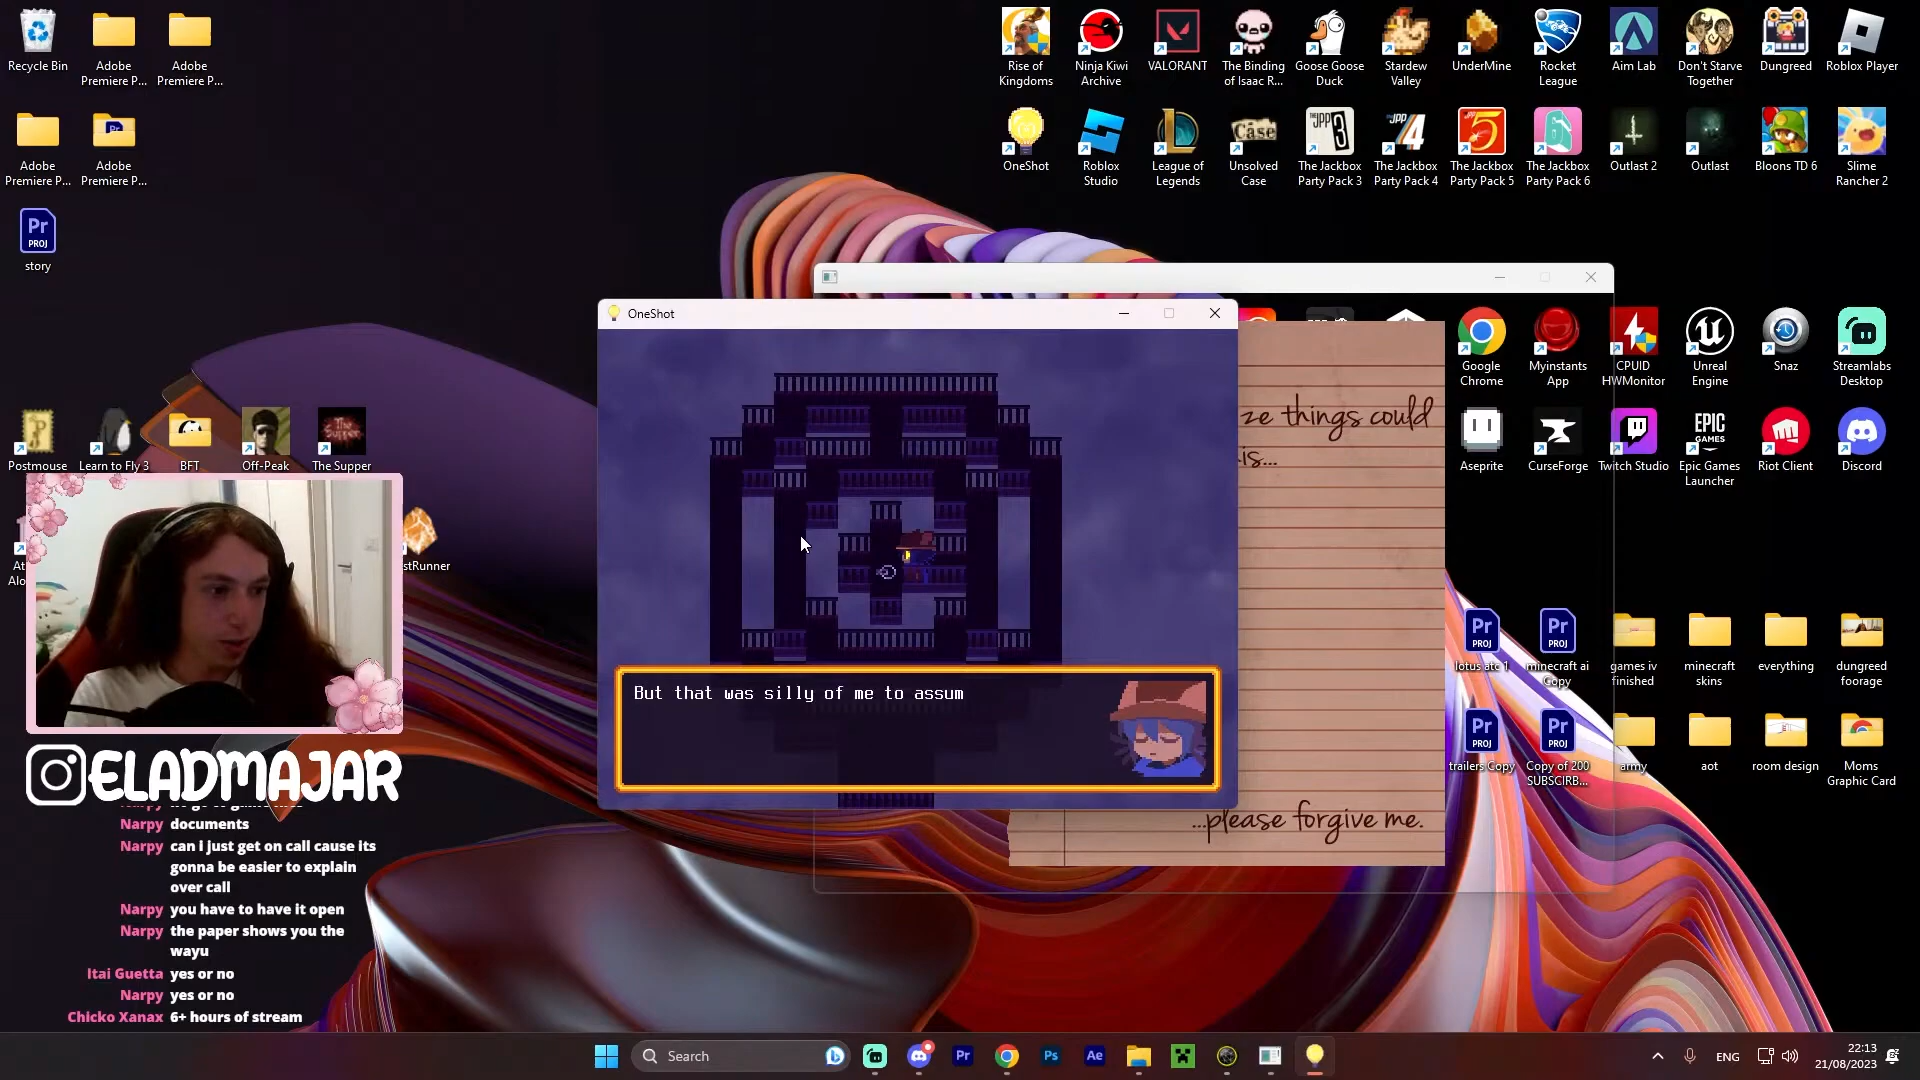 Recycle Bin
Adobe Premiere P...
Adobe Premiere P...
Rise of Kingdoms
Ninja Kiwi Archive
VALORANT
The Binding of Isaac R...
Goose Goose Duck
Stardew Valley
UnderMine
Rocket League
Aim Lab
Don't Starve Together
Dungreed
Roblox Player
Adobe Premiere P...
Adobe Premiere P...
OneShot
Roblox Studio
League of Legends
Unsolved Case
The Jackbox Party Pack 3
The Jackbox Party Pack 4
The Jackbox Party Pack 5
The Jackbox Party Pack 6
Outlast 2
Outlast
Bloons TD 6
Slime Rancher 2
Pr
PROJ
story
OneShot
Google Chrome
Myinstants App
CPUID HWMonitor
Unreal Engine
Snaz
Streamlabs Desktop
ze things could
is...
Postmouse
Learn to Fly 3
BFT
Off-Peak
The Supper
Aseprite
CurseForge
Twitch Studio
Epic Games Launcher
Riot Client
Discord
stRunner
But that was silly of me to assum
lotus atc 1
minecraft ai Copy
games iv finished
minecraft skins
everything
dungreed foorage
trailers Copy
Copy of 200 SUBSCIRB...
army
aot
room design
Moms Graphic Card
...please forgive me.
ELADMAJAR
Narpy documents
Narpy can i just get on call cause its
gonna be easier to explain
over call
Narpy you have to have it open
Narpy the paper shows you the
wayu
Itai Guetta yes or no
Narpy yes or no
Chicko Xanax 6+ hours of stream
Search
ENG
22:13
21/08/2023